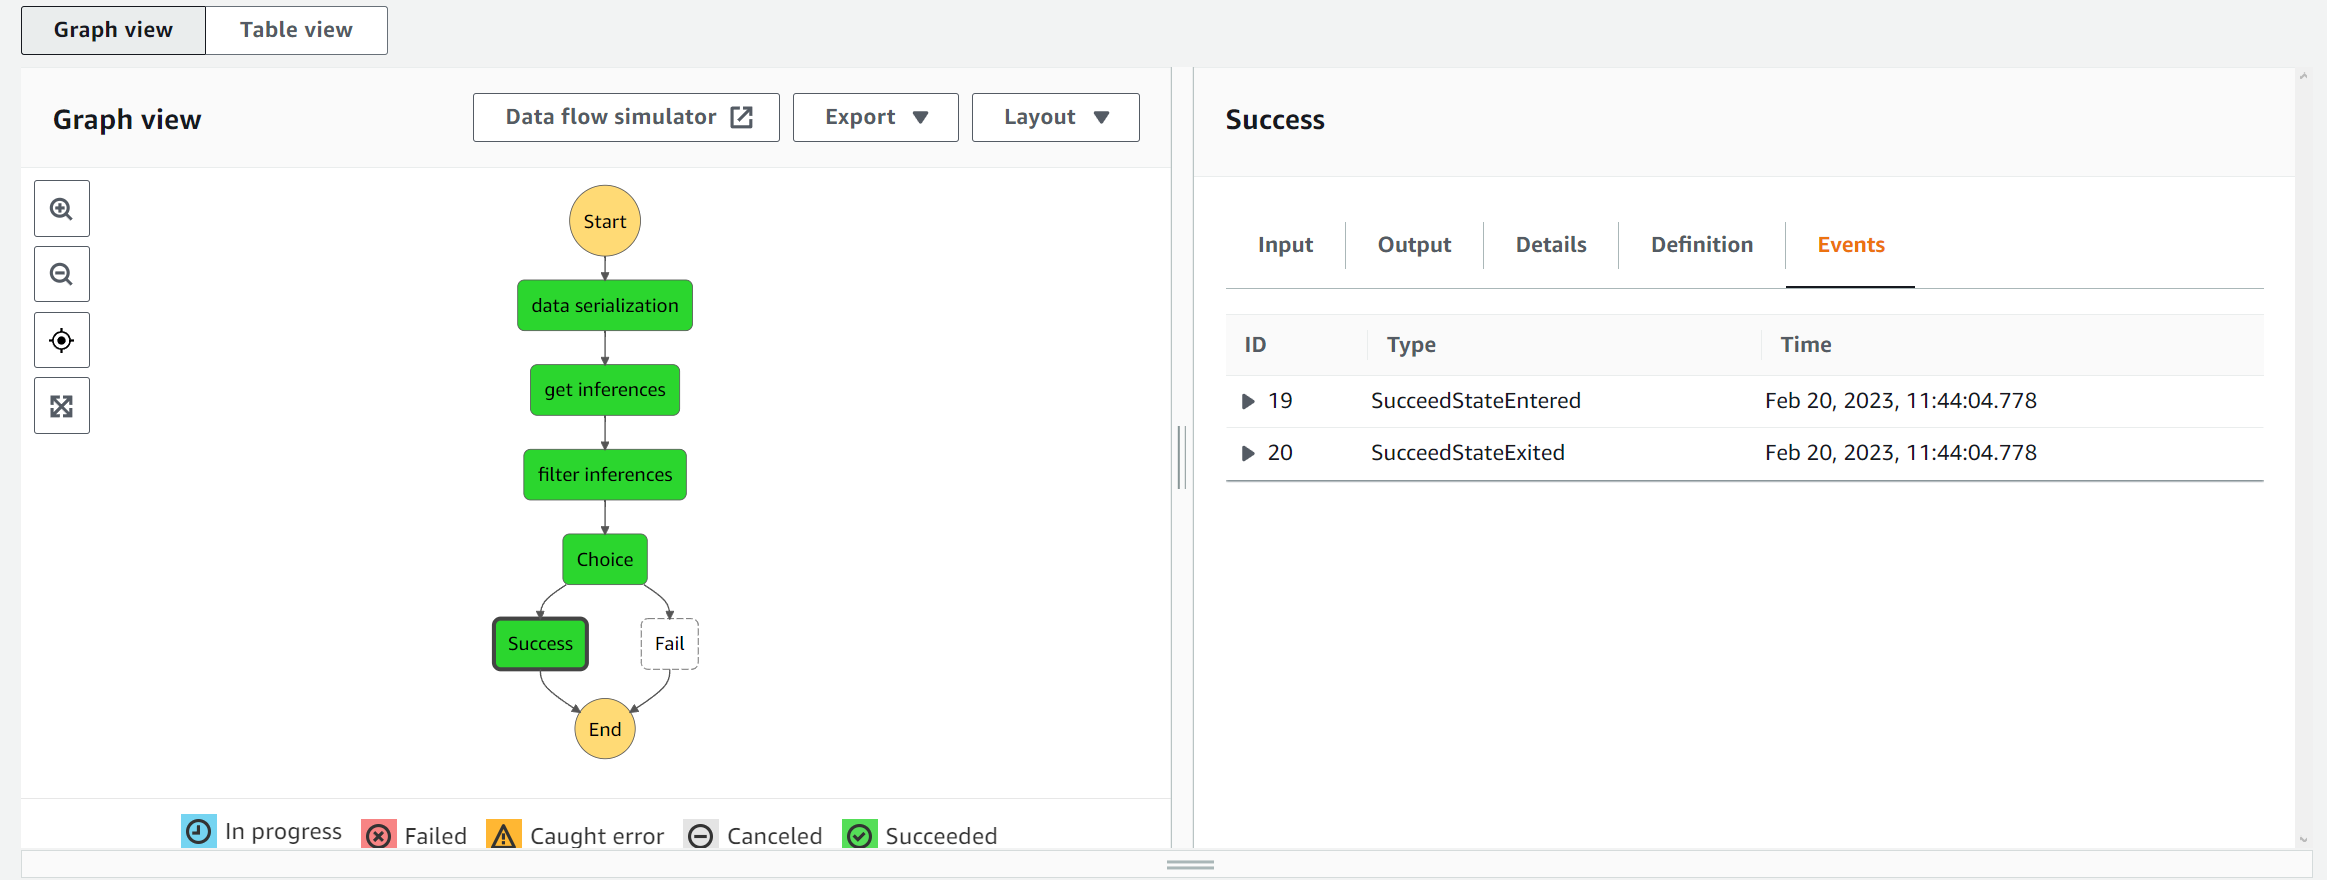 Graph view
Table view
Graph view
Data flow simulator
Export
Layout
Start
data serialization
get inferences
filter inferences
Choice
Success
Fail
End
In progress
Failed
Caught error
Canceled
Succeeded
Success
Input
Output
Details
Definition
Events
ID Type Time
19 SucceedStateEntered Feb 20, 2023, 11:44:04.778
20 SucceedStateExited Feb 20, 2023, 11:44:04.778